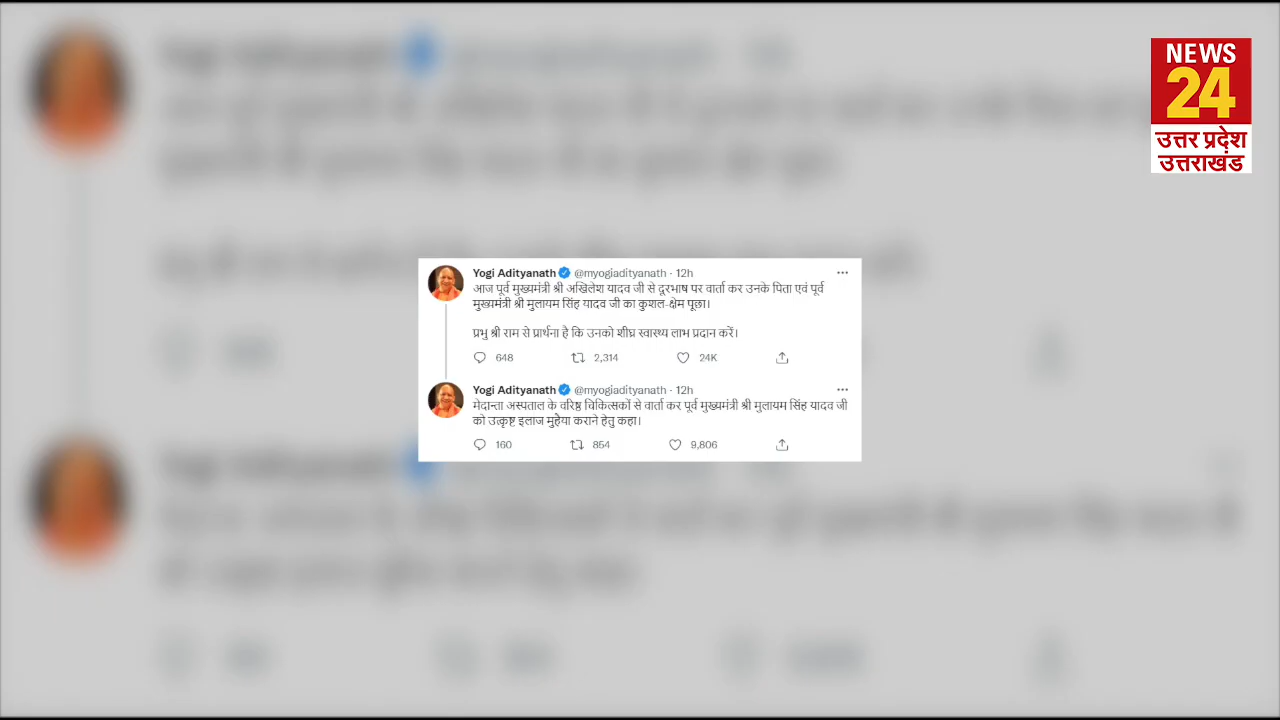 NEWS
24
उत्तर प्रदेश
उत्तराखंड
Yogi Adityanath @myogiadityanath · 12h
आज पूर्व मुख्यमंत्री श्री अखिलेश यादव जी से दूरभाष पर वार्ता कर उनके पिता एवं पूर्व
मुख्यमंत्री श्री मुलायम सिंह यादव जी का कुशल-क्षेम पूछा।
प्रभु श्री राम से प्रार्थना है कि उनको शीघ्र स्वास्थ्य लाभ प्रदान करें।
648 2,314 24K
Yogi Adityanath @myogiadityanath · 12h
मेदान्ता अस्पताल के वरिष्ठ चिकित्सकों से वार्ता कर पूर्व मुख्यमंत्री श्री मुलायम सिंह यादव जी
को उत्कृष्ट इलाज मुहैया कराने हेतु कहा।
160 854 9,806